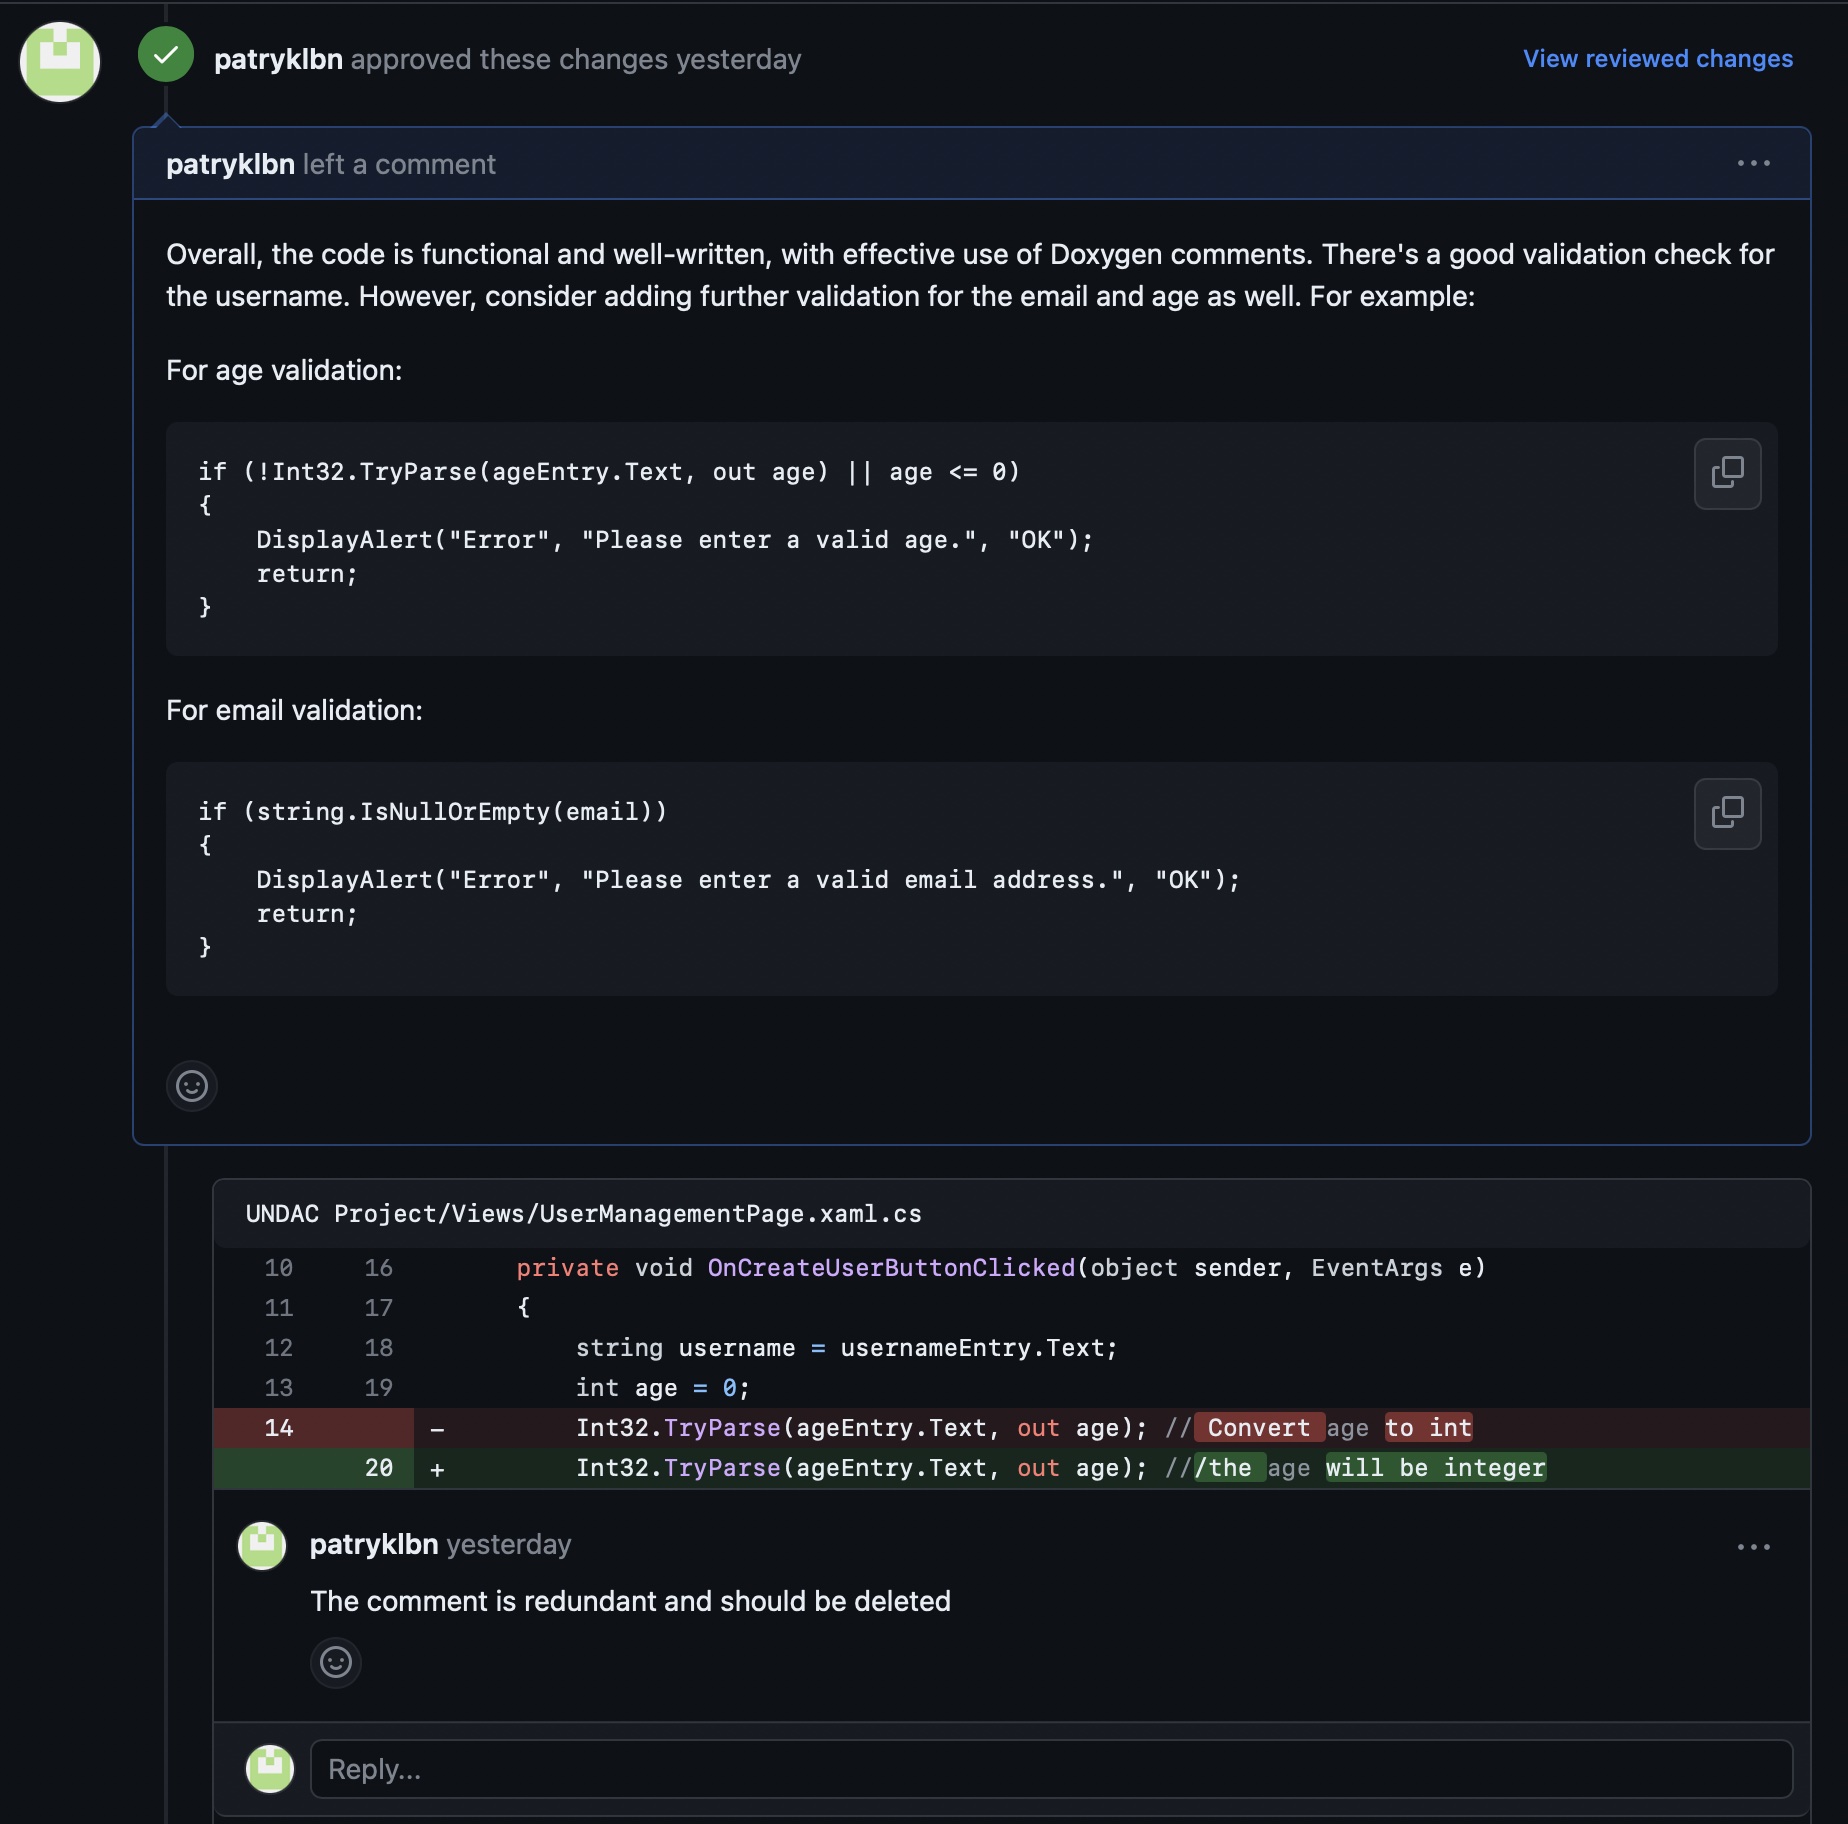 patryklbn approved these changes yesterday
View reviewed changes
patryklbn left a comment
Overall, the code is functional and well-written, with effective use of Doxygen comments. There's a good validation check for
the username. However, consider adding further validation for the email and age as well. For example:
For age validation:
if (!Int32.TryParse(ageEntry.Text, out age) || age <= 0)
{
    DisplayAlert("Error", "Please enter a valid age.", "OK");
    return;
}
For email validation:
if (string.IsNullOrEmpty(email))
{
    DisplayAlert("Error", "Please enter a valid email address.", "OK");
    return;
}
UNDAC Project/Views/UserManagementPage.xaml.cs
10 16 private void OnCreateUserButtonClicked(object sender, EventArgs e)
11 17 {
12 18 string username = usernameEntry.Text;
13 19 int age = 0;
14 - Int32.TryParse(ageEntry.Text, out age); // Convert age to int
20 + Int32.TryParse(ageEntry.Text, out age); ///the age will be integer
patryklbn yesterday
The comment is redundant and should be deleted
Reply...